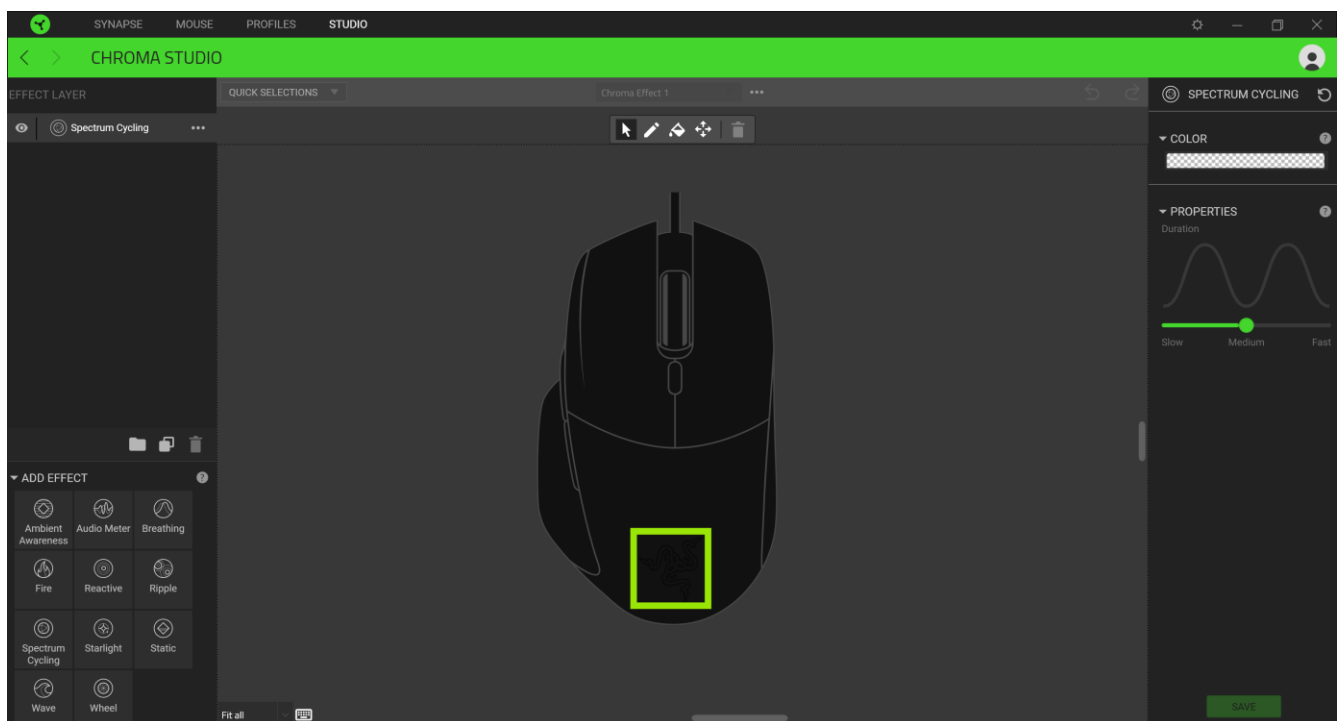 SYNAPSE MOUSE PROFILES STUDIO
CHROMA STUDIO
EFFECT LAYER
Spectrum Cycling
QUICK SELECTIONS
Chroma Effect 1
SPECTRUM CYCLING
COLOR
?
PROPERTIES
?
Duration
Slow Medium Fast
ADD EFFECT
?
Ambient
Awareness
Audio Meter
Breathing
Fire
Reactive
Ripple
Spectrum
Cycling
Starlight
Static
Wave
Wheel
Fit all
SAVE